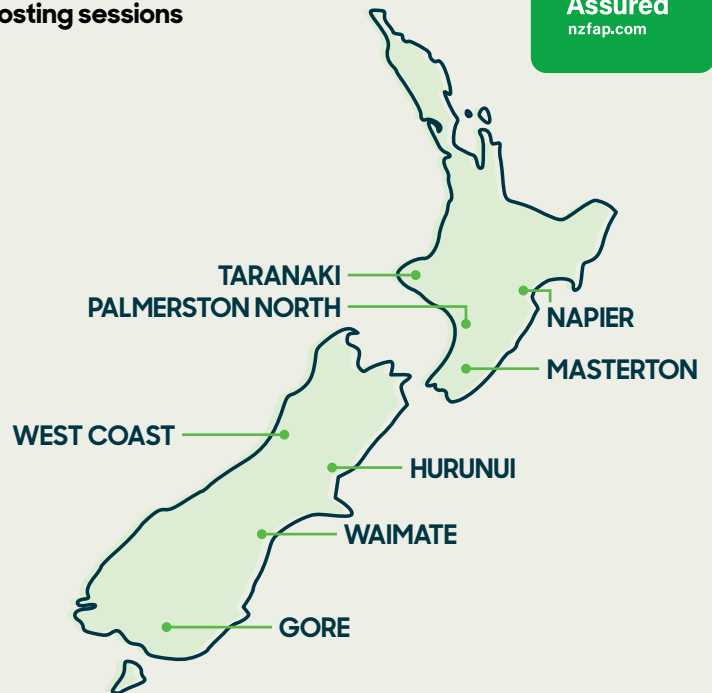 osting sessions
Assured
nzfap.com
TARANAKI
PALMERSTON NORTH
NAPIER
MASTERTON
WEST COAST
HURUNUI
WAIMATE
GORE